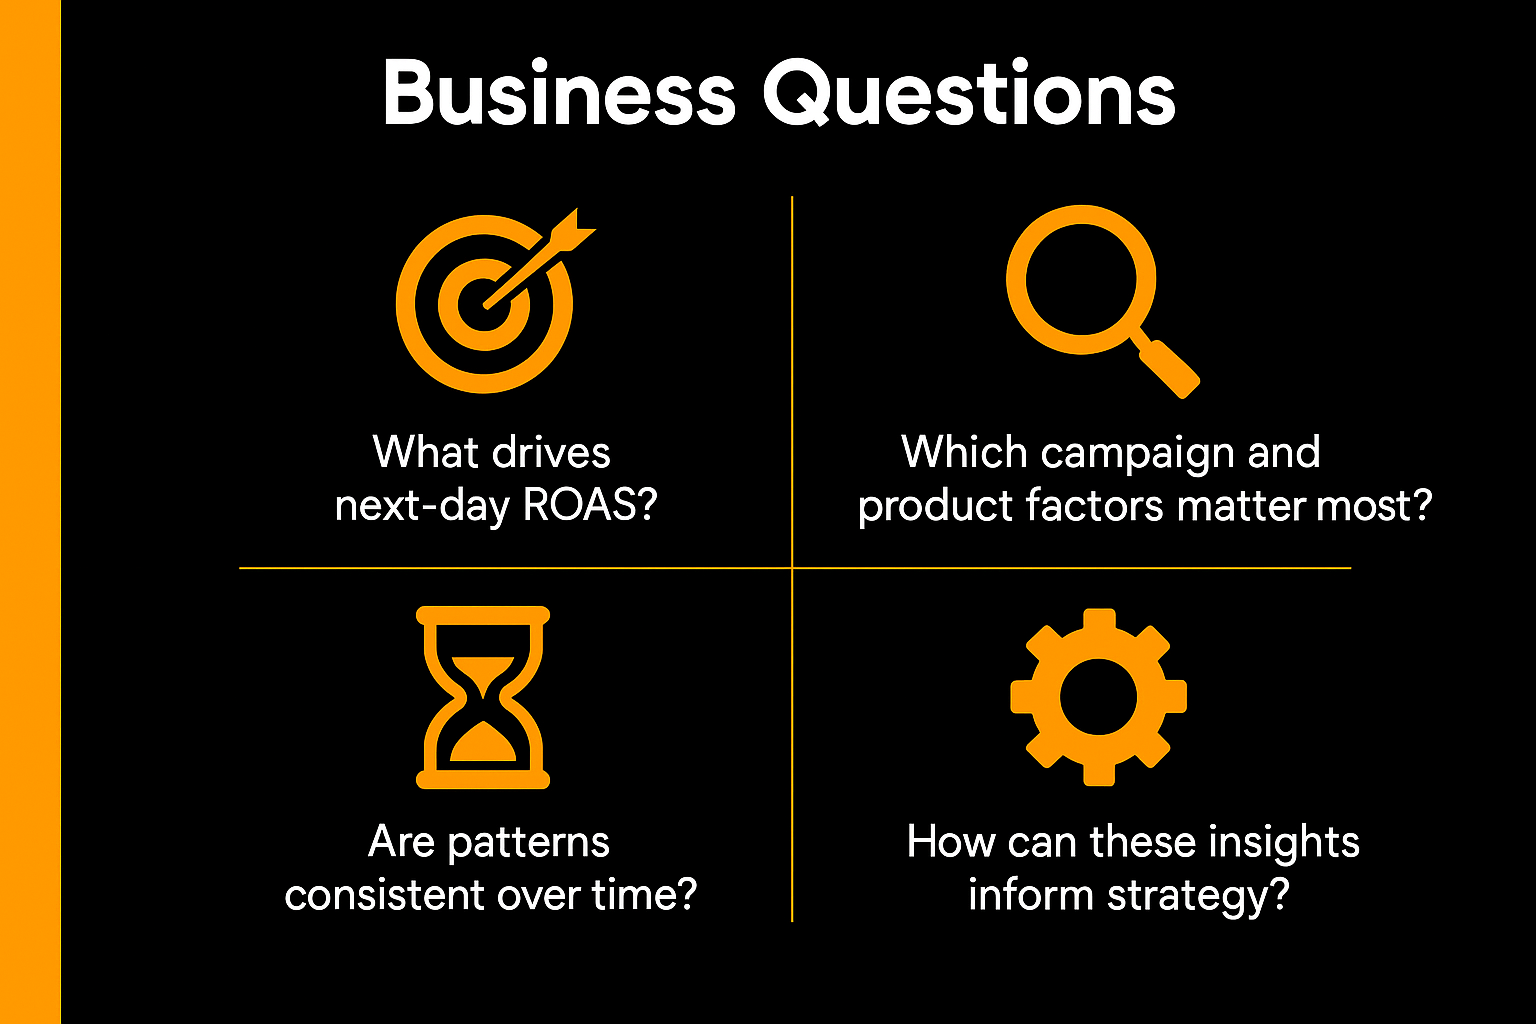 Business Questions
What drives
next-day ROAS?
Which campaign and
product factors matter most?
Are patterns
consistent over time?
How can these insights
inform strategy?